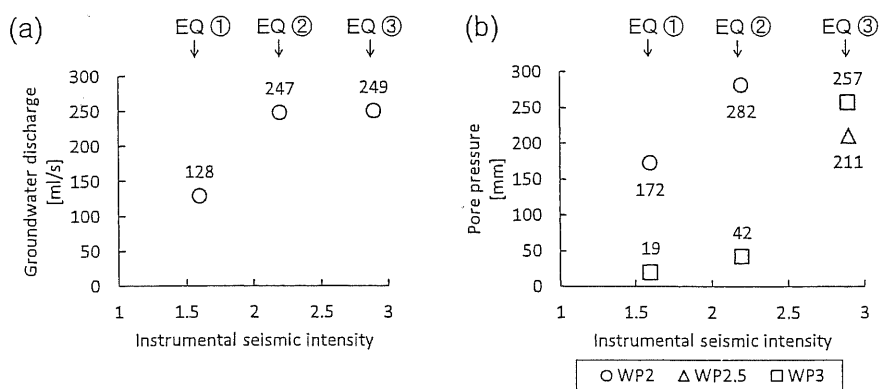 (a)
EQ ① EQ ② EQ ③
Groundwater discharge
[ml/s]
300
250
200
150
100
50
0
128
247
249
1 1.5 2 2.5 3
Instrumental seismic intensity
(b)
EQ ① EQ ② EQ ③
Pore pressure
[mm]
300
250
200
150
100
50
0
172
282
257
211
19
42
1 1.5 2 2.5 3
Instrumental seismic intensity
WP2 WP2.5 WP3